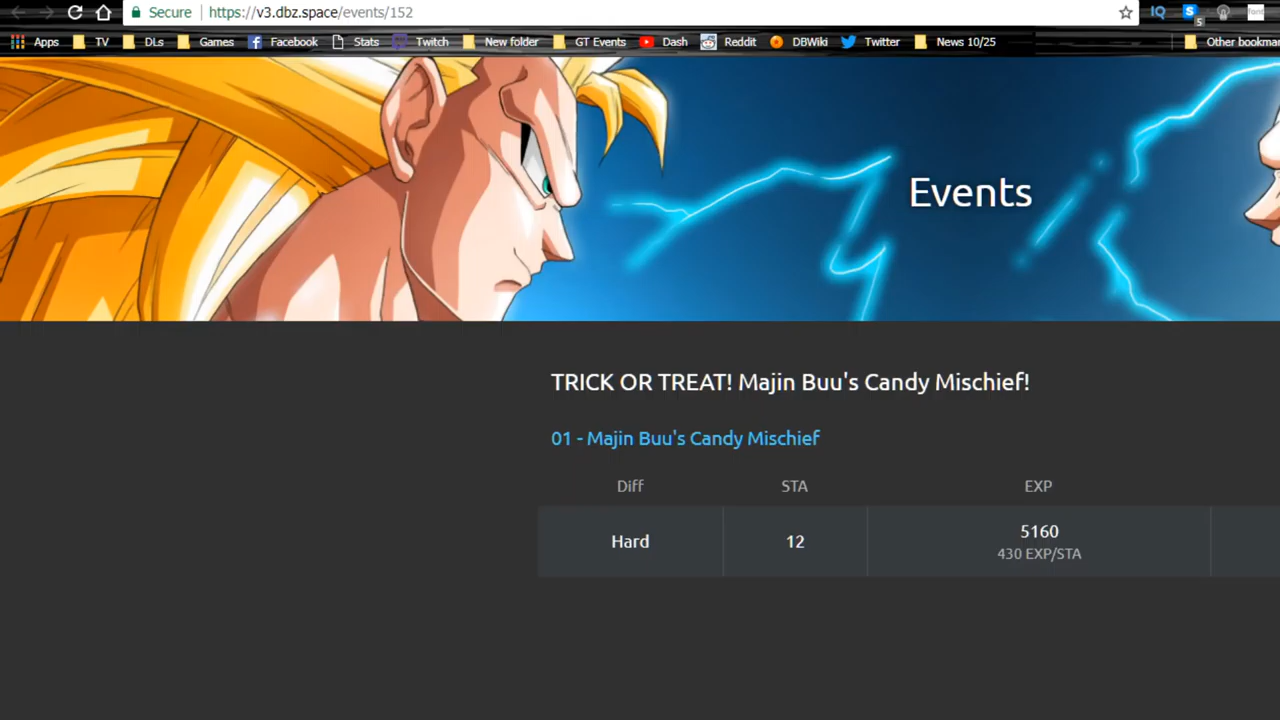 Secure https://v3.dbz.space/events/152
5
Apps TV DLs Games Facebook Stats Twitch New folder GT Events Dash Reddit DBWiki Twitter News 10/25 Other bookmar
Events
TRICK OR TREAT! Majin Buu's Candy Mischief!
01 - Majin Buu's Candy Mischief
Diff STA EXP
Hard 12 5160
430 EXP/STA